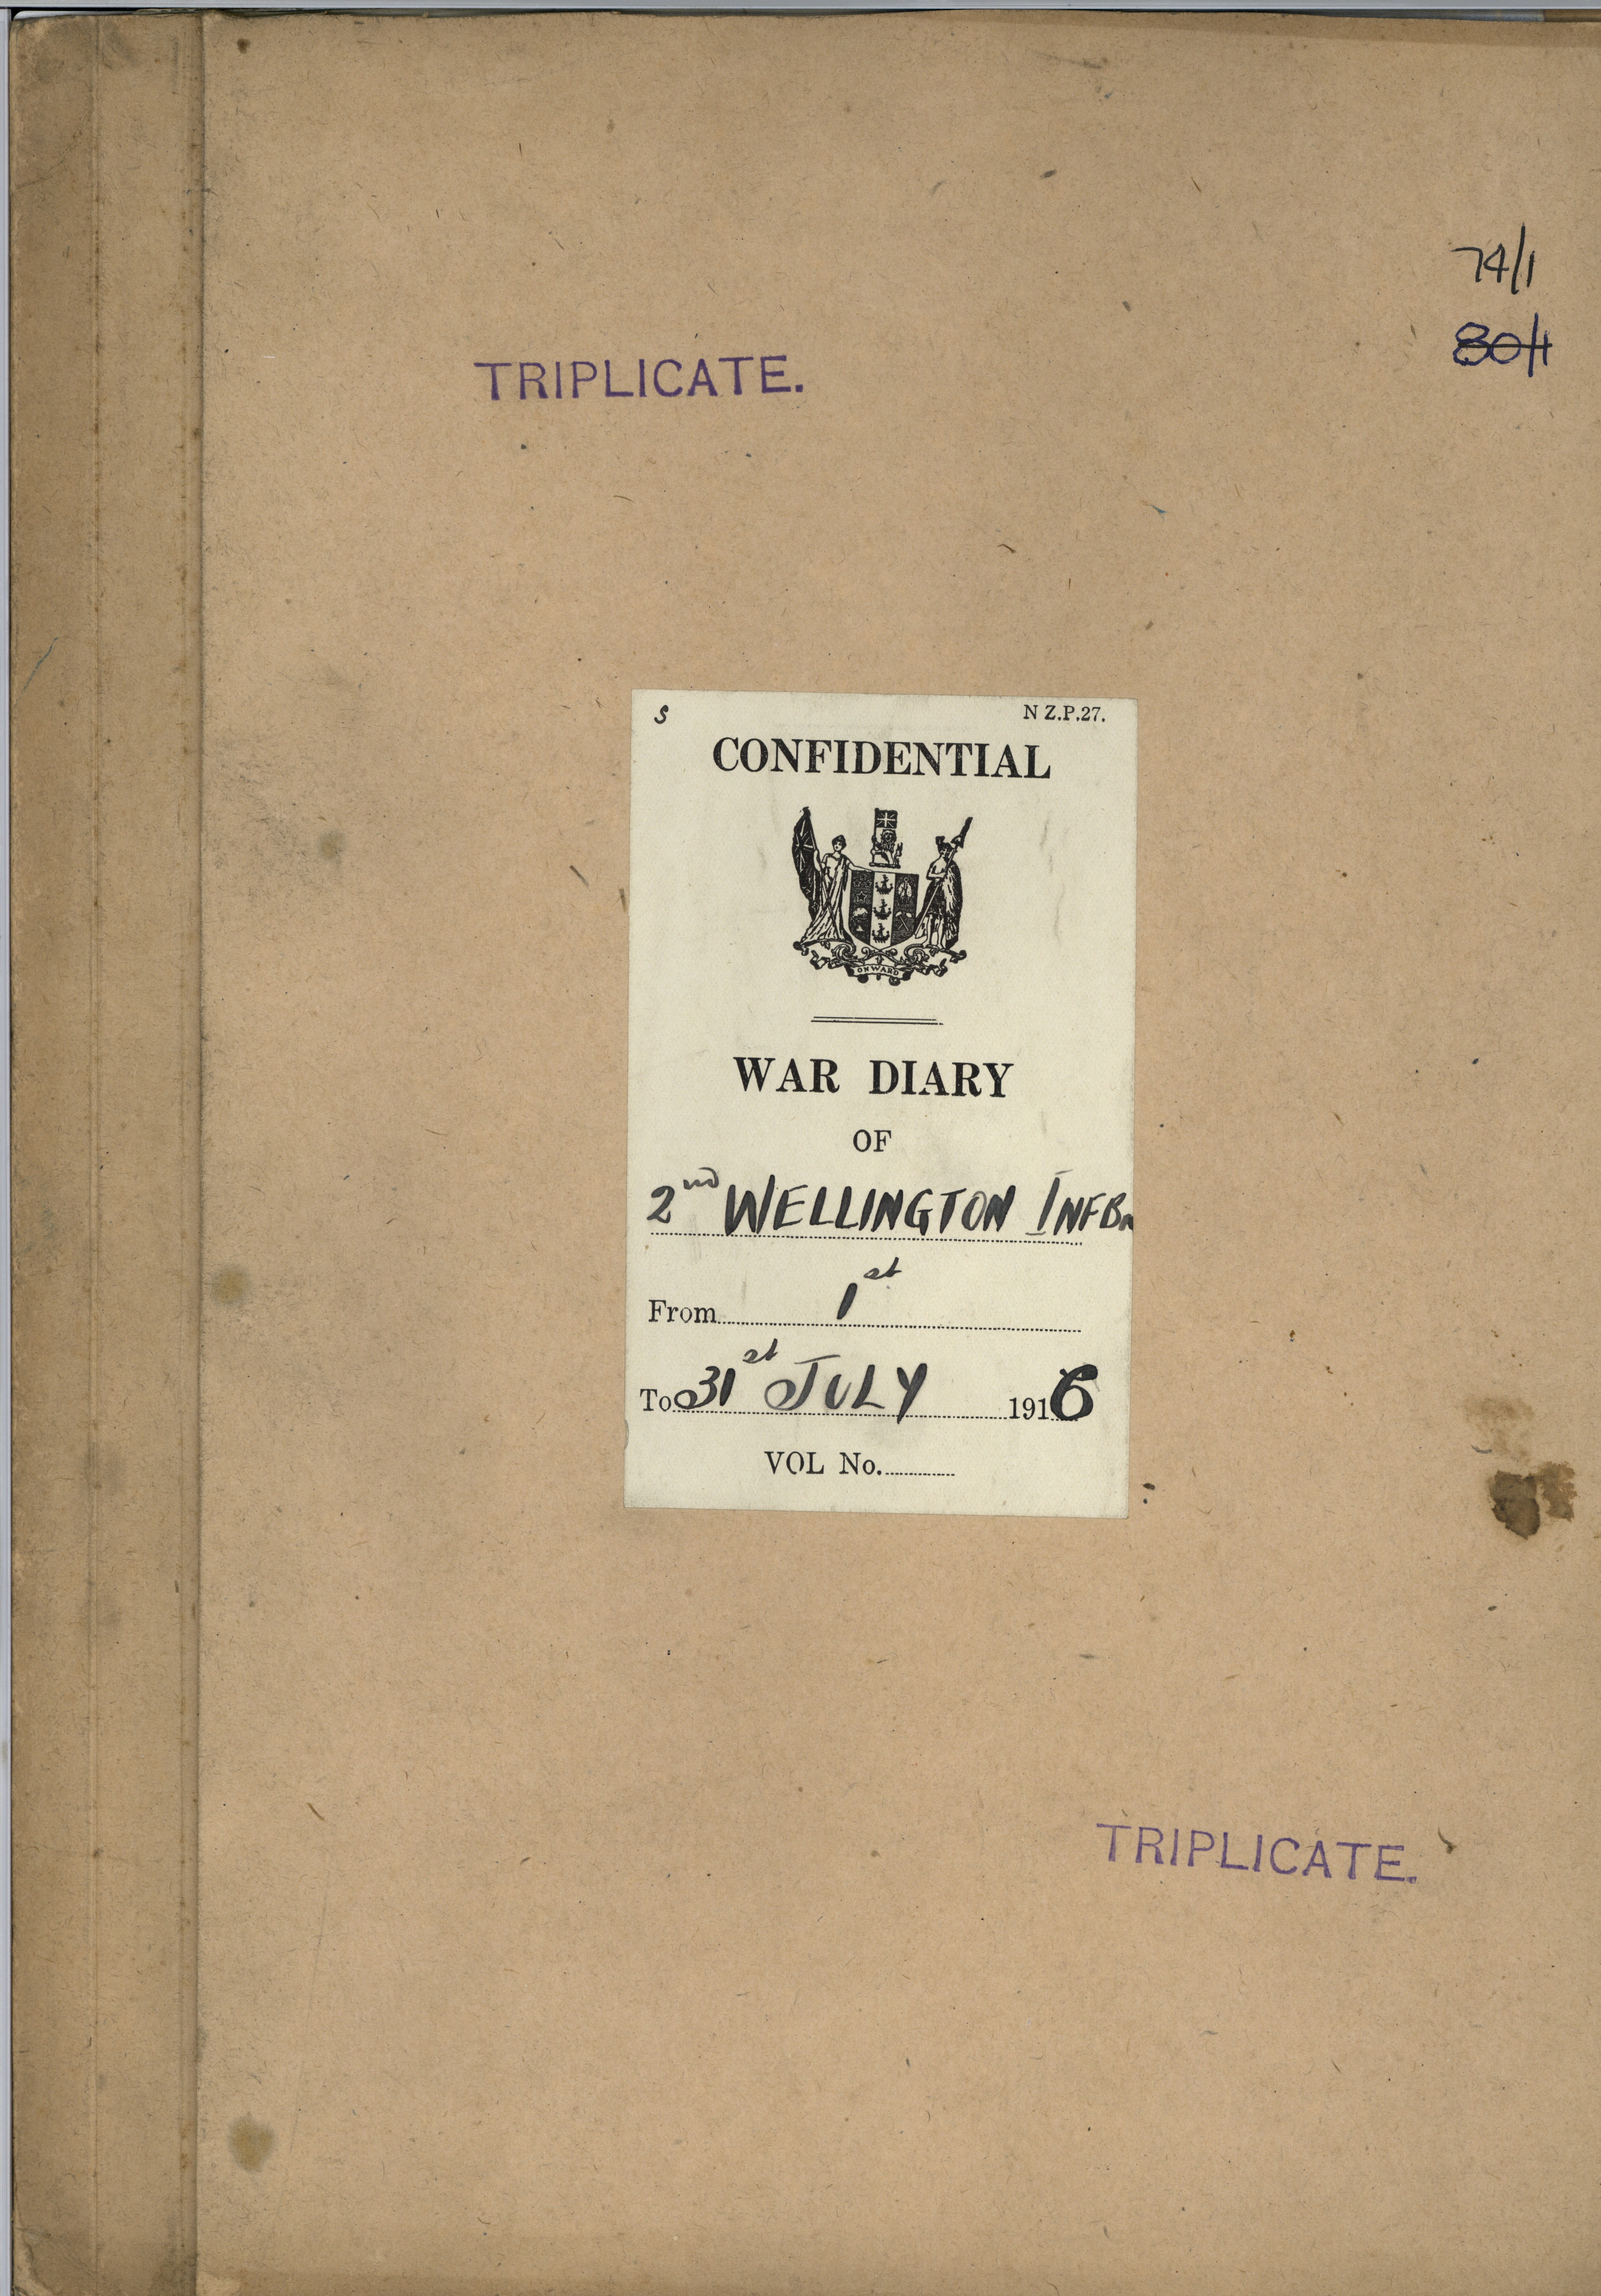 74/1
80/1
TRIPLICATE.
S N Z.P.27.
CONFIDENTIAL
ONWARD
WAR DIARY
OF
2nd WELLINGTON INF Bn
From 1st
To 31st JULY 1916
VOL No.
TRIPLICATE.